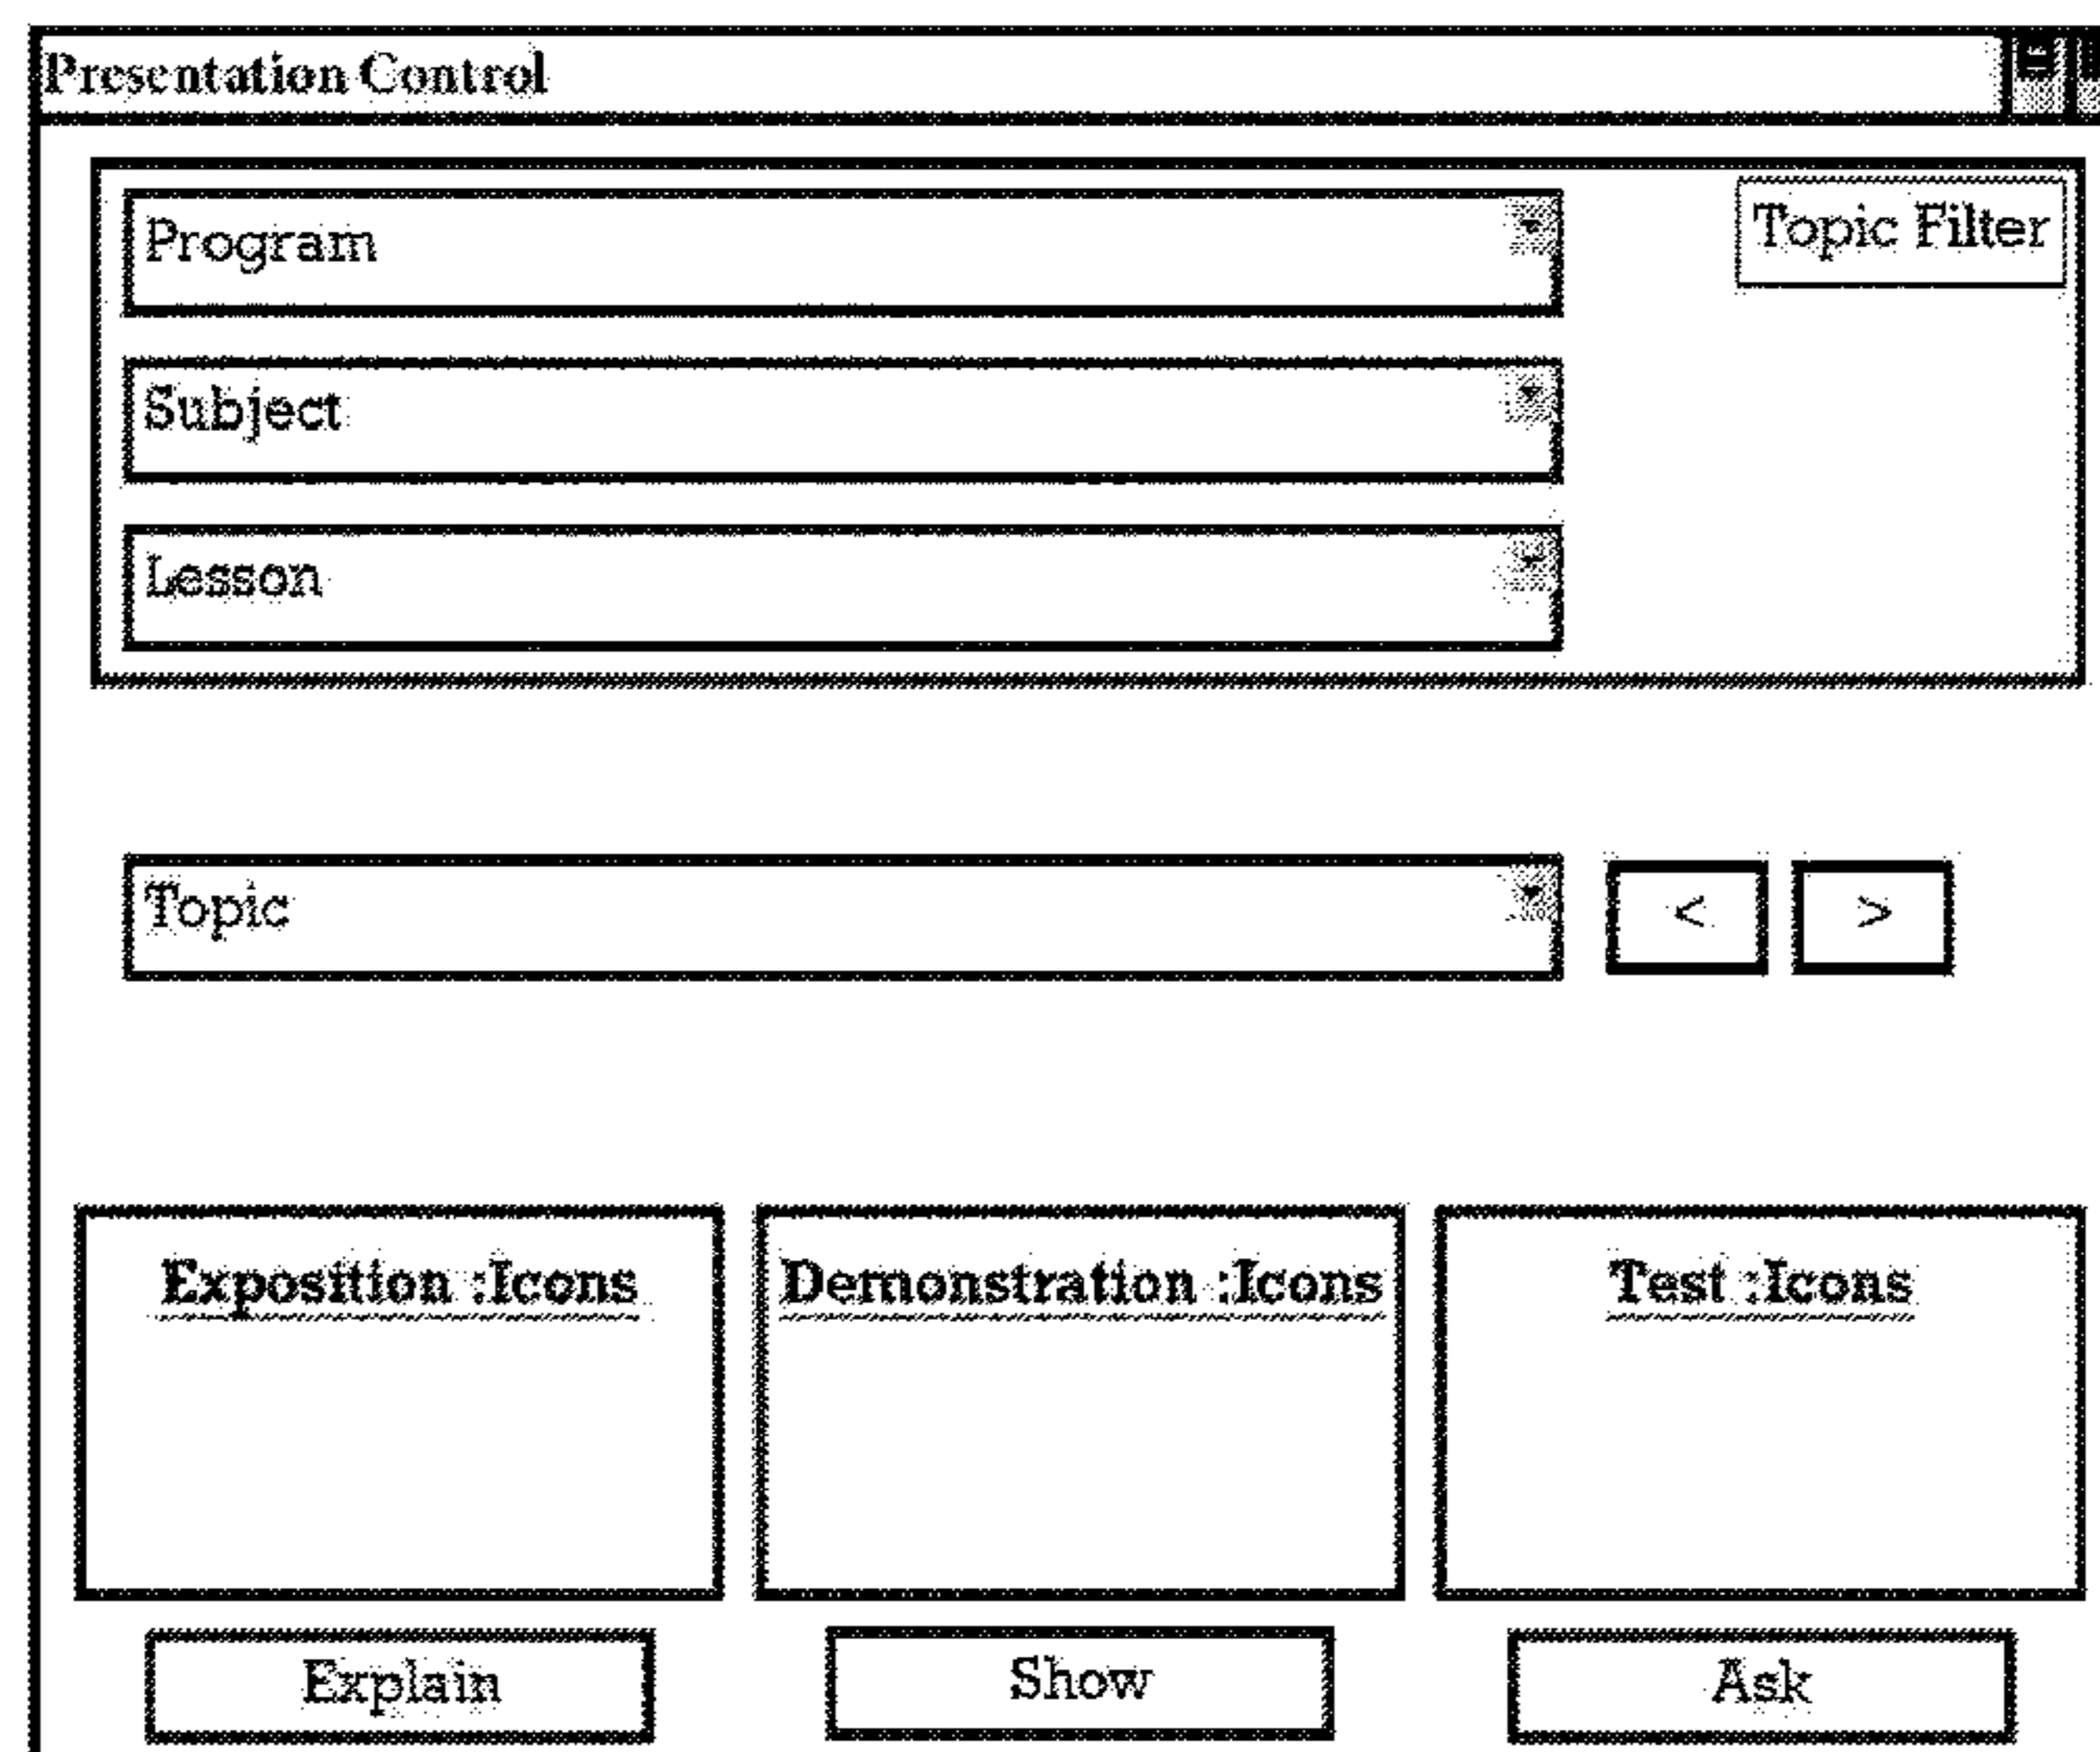 Presentation Control
Program
Topic Filter
Subject
Lesson
Topic
<
>
Exposition :Icons
Demonstration :Icons
Test :Icons
Explain
Show
Ask